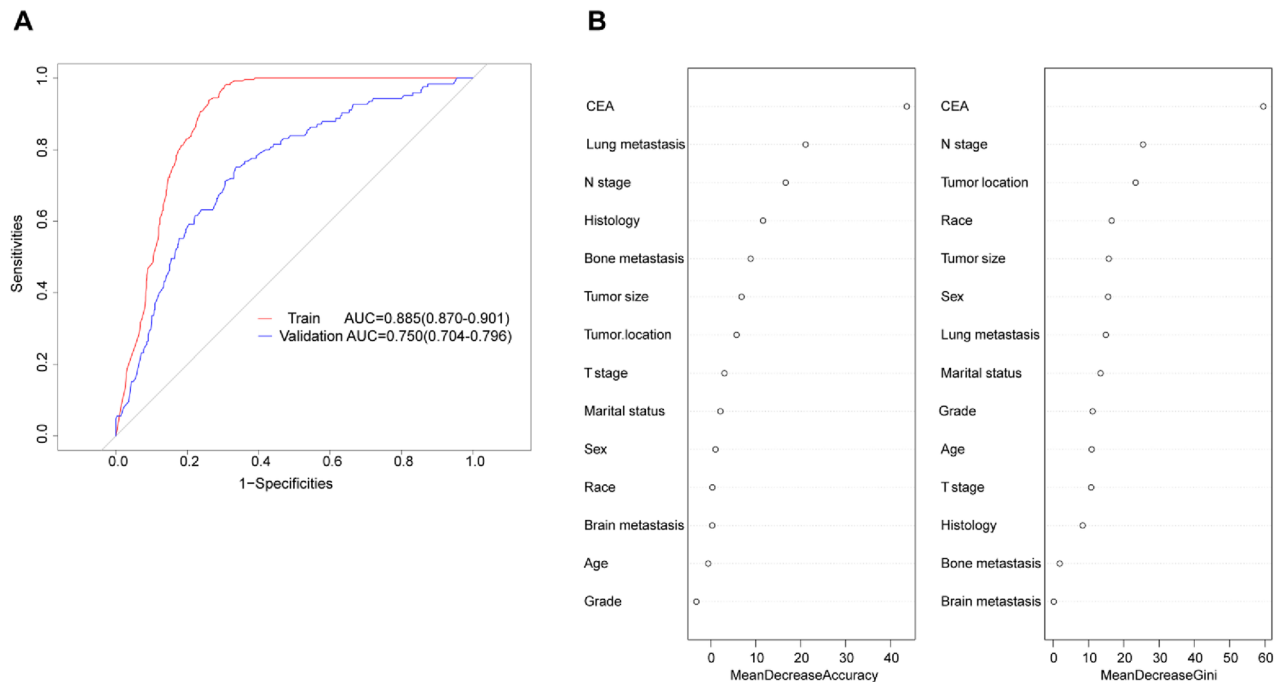 A
1.0
0.8
0.6
0.4
0.2
0.0
Sensitivities
Train AUC=0.885(0.870-0.901)
Validation AUC=0.750(0.704-0.796)
0.0 0.2 0.4 0.6 0.8 1.0
1−Specificities
B
CEA
Lung metastasis
N stage
Histology
Bone metastasis
Tumor size
Tumor.location
T stage
Marital status
Sex
Race
Brain metastasis
Age
Grade
0 10 20 30 40
MeanDecreaseAccuracy
CEA
N stage
Tumor location
Race
Tumor size
Sex
Lung metastasis
Marital status
Grade
Age
T stage
Histology
Bone metastasis
Brain metastasis
0 10 20 30 40 50 60
MeanDecreaseGini